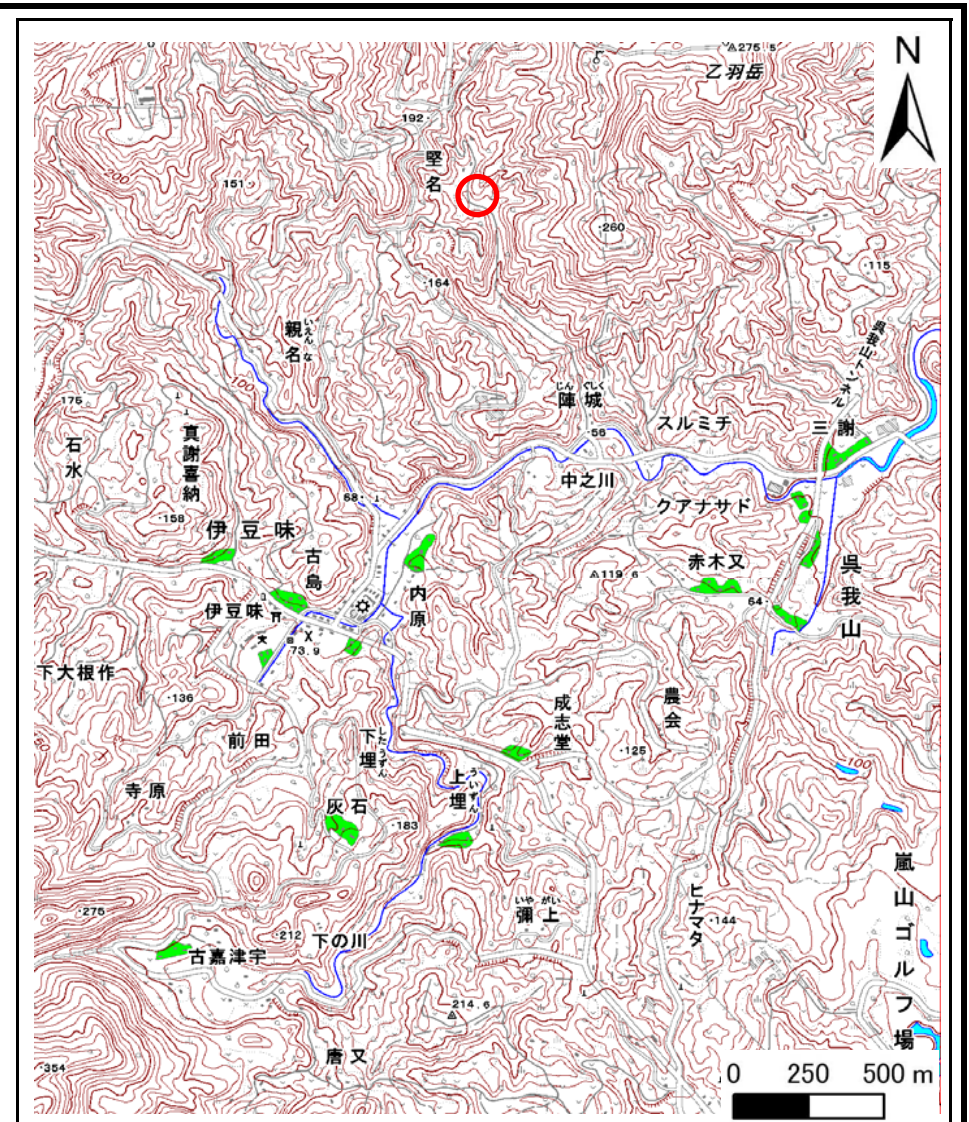 N
275.5
乙羽岳
192
堅名
200
151
260
164
115
親名
いえんな
呉我山トンネル
100
陣城
じん ぐしく
スルミチ
三謝
175
石水
真謝喜納
56
中之川
68
クアナサド
158
伊豆味
古島
赤木又
119.6
呉我山
伊豆味
内原
64
73.9
下大根作
136
前田
成志堂
農会
125
下埋
したうずん
上埋
ういずん
100
寺原
灰石
183
嵐山ゴルフ場
彌上
いや がい
ヒナマタ
144
275
212
下の川
古嘉津宇
214.6
唐又
354
0 250 500 m